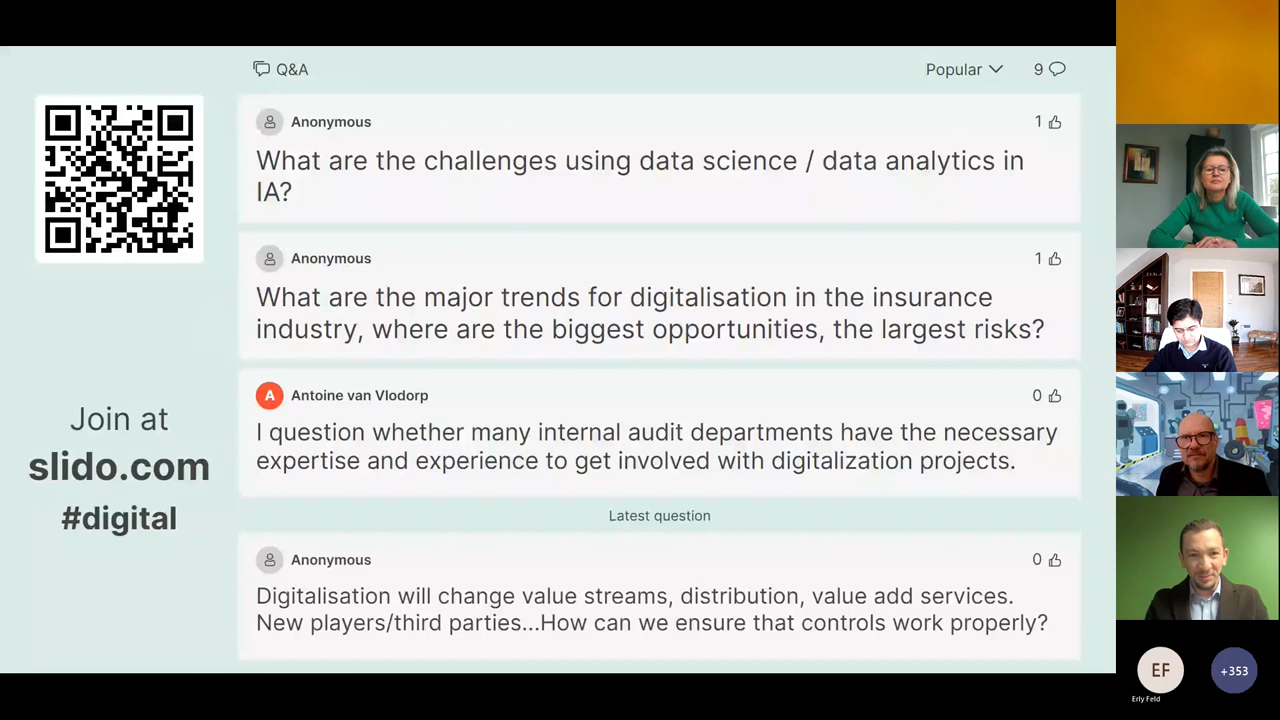 Q&A
Popular
9
Anonymous
1
What are the challenges using data science / data analytics in
IA?
Anonymous
1
What are the major trends for digitalisation in the insurance
industry, where are the biggest opportunities, the largest risks?
A
Antoine van Vlodorp
0
I question whether many internal audit departments have the necessary
expertise and experience to get involved with digitalization projects.
Latest question
Anonymous
0
Digitalisation will change value streams, distribution, value add services.
New players/third parties...How can we ensure that controls work properly?
Join at
slido.com
#digital
EF
Erly Feld
+353